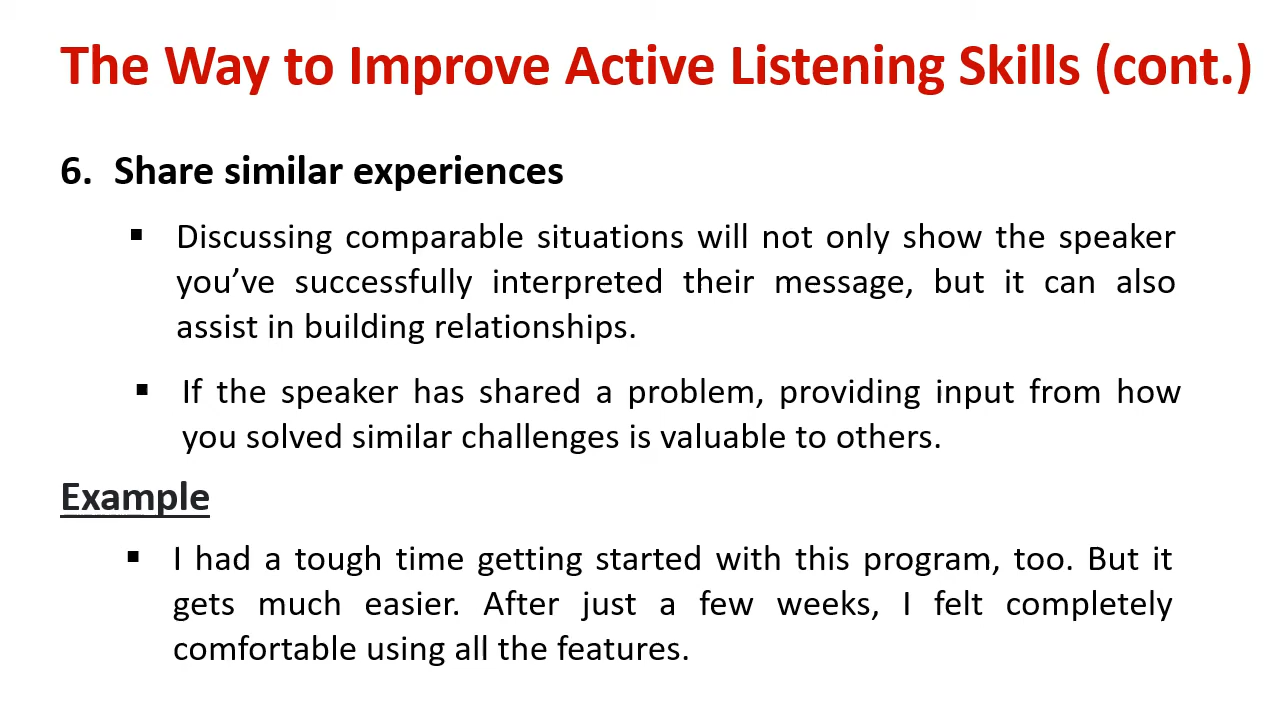 The Way to Improve Active Listening Skills (cont.)
6. Share similar experiences
▪ Discussing comparable situations will not only show the speaker
you’ve successfully interpreted their message, but it can also
assist in building relationships.
▪ If the speaker has shared a problem, providing input from how
you solved similar challenges is valuable to others.
Example
▪ I had a tough time getting started with this program, too. But it
gets much easier. After just a few weeks, I felt completely
comfortable using all the features.